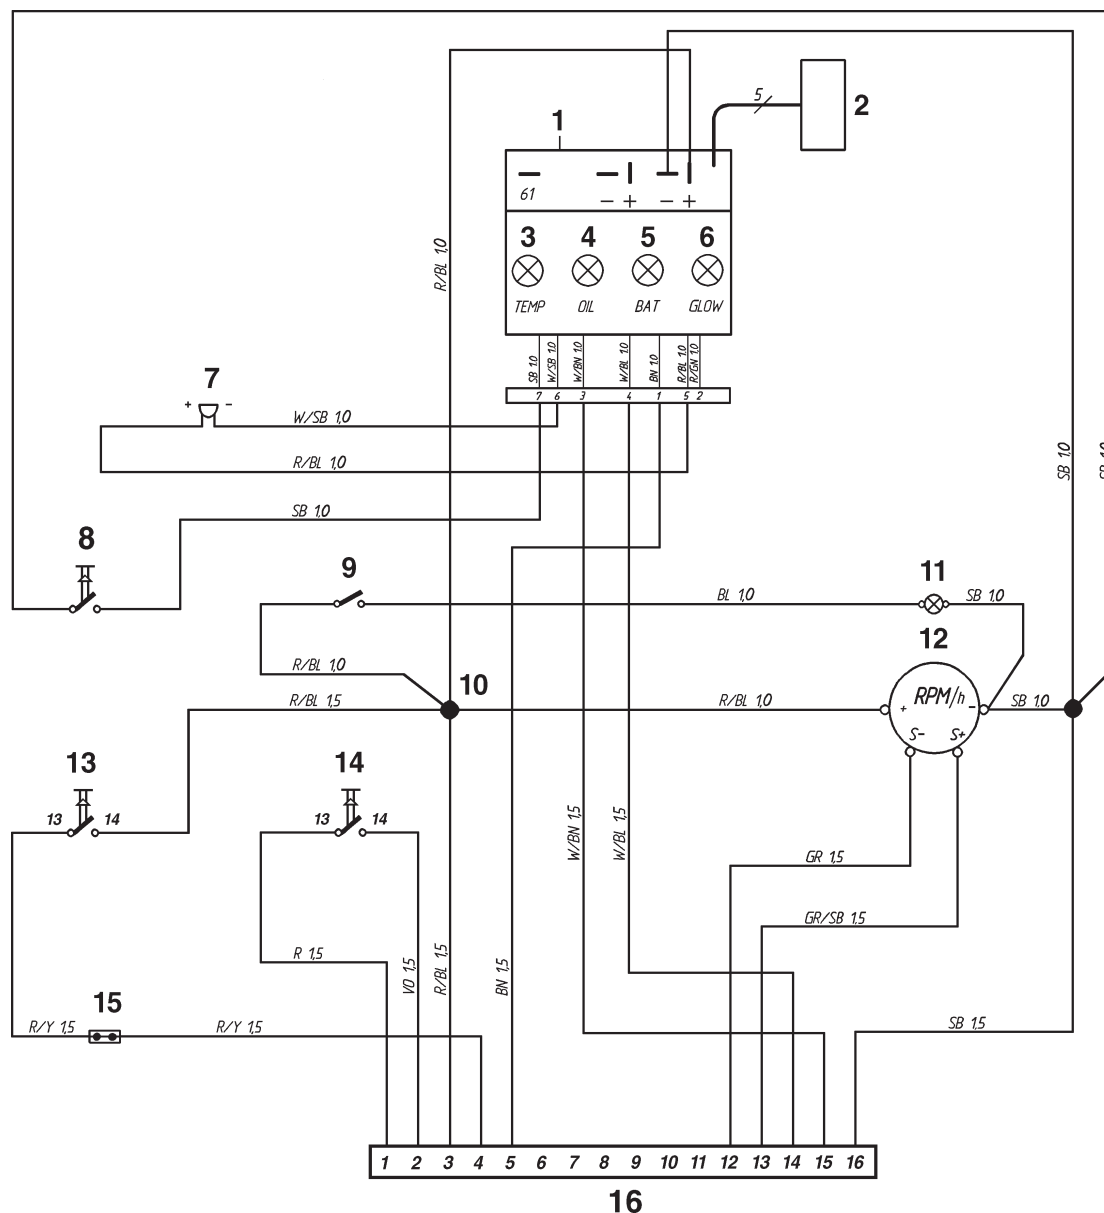 5
2
1
61
− + − +
3 4 5 6
TEMP OIL BAT GLOW
R/BL 1,0
SB 1.0
W/SB 1.0
W/BN 1.0
W/BL 1.0
BN 1.0
R/BL 1.0
R/GN 1.0
7 6 3 4 1 5 2
7
+ −
W/SB 1,0
R/BL 1,0
SB 1,0
SB 1,0
SB 1,0
8
9
BL 1,0
11
SB 1,0
12
R/BL 1,0
10
R/BL 1,5
R/BL 1,0
+ RPM/h −
SB 1,0
S− S+
13
14
13 14
13 14
W/BN 1,5
W/BL 1,5
GR 1,5
GR/SB 1,5
R 1,5
VO 1,5
R/BL 1,5
BN 1,5
15
R/Y 1,5
R/Y 1,5
SB 1,5
1 2 3 4 5 6 7 8 9 10 11 12 13 14 15 16
16